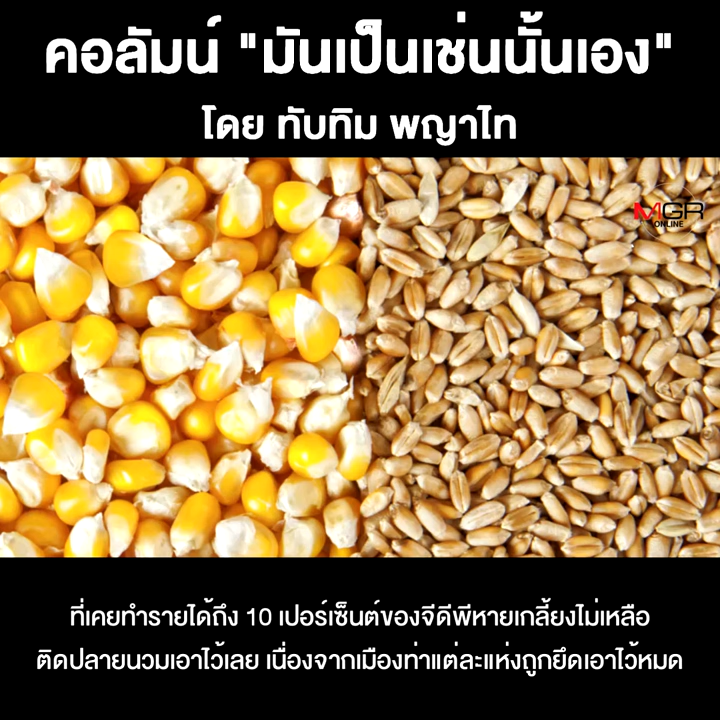 คอลัมน์ "มันเป็นเช่นนั้นเอง"
โดย ทับทิม พญาไท
MGR
ONLINE
ที่เคยทำรายได้ถึง 10 เปอร์เซ็นต์ของจีดีพีหายเกลี้ยงไม่เหลือ
ติดปลายนวมเอาไว้เลย เนื่องจากเมืองท่าแต่ละแห่งถูกยึดเอาไว้หมด